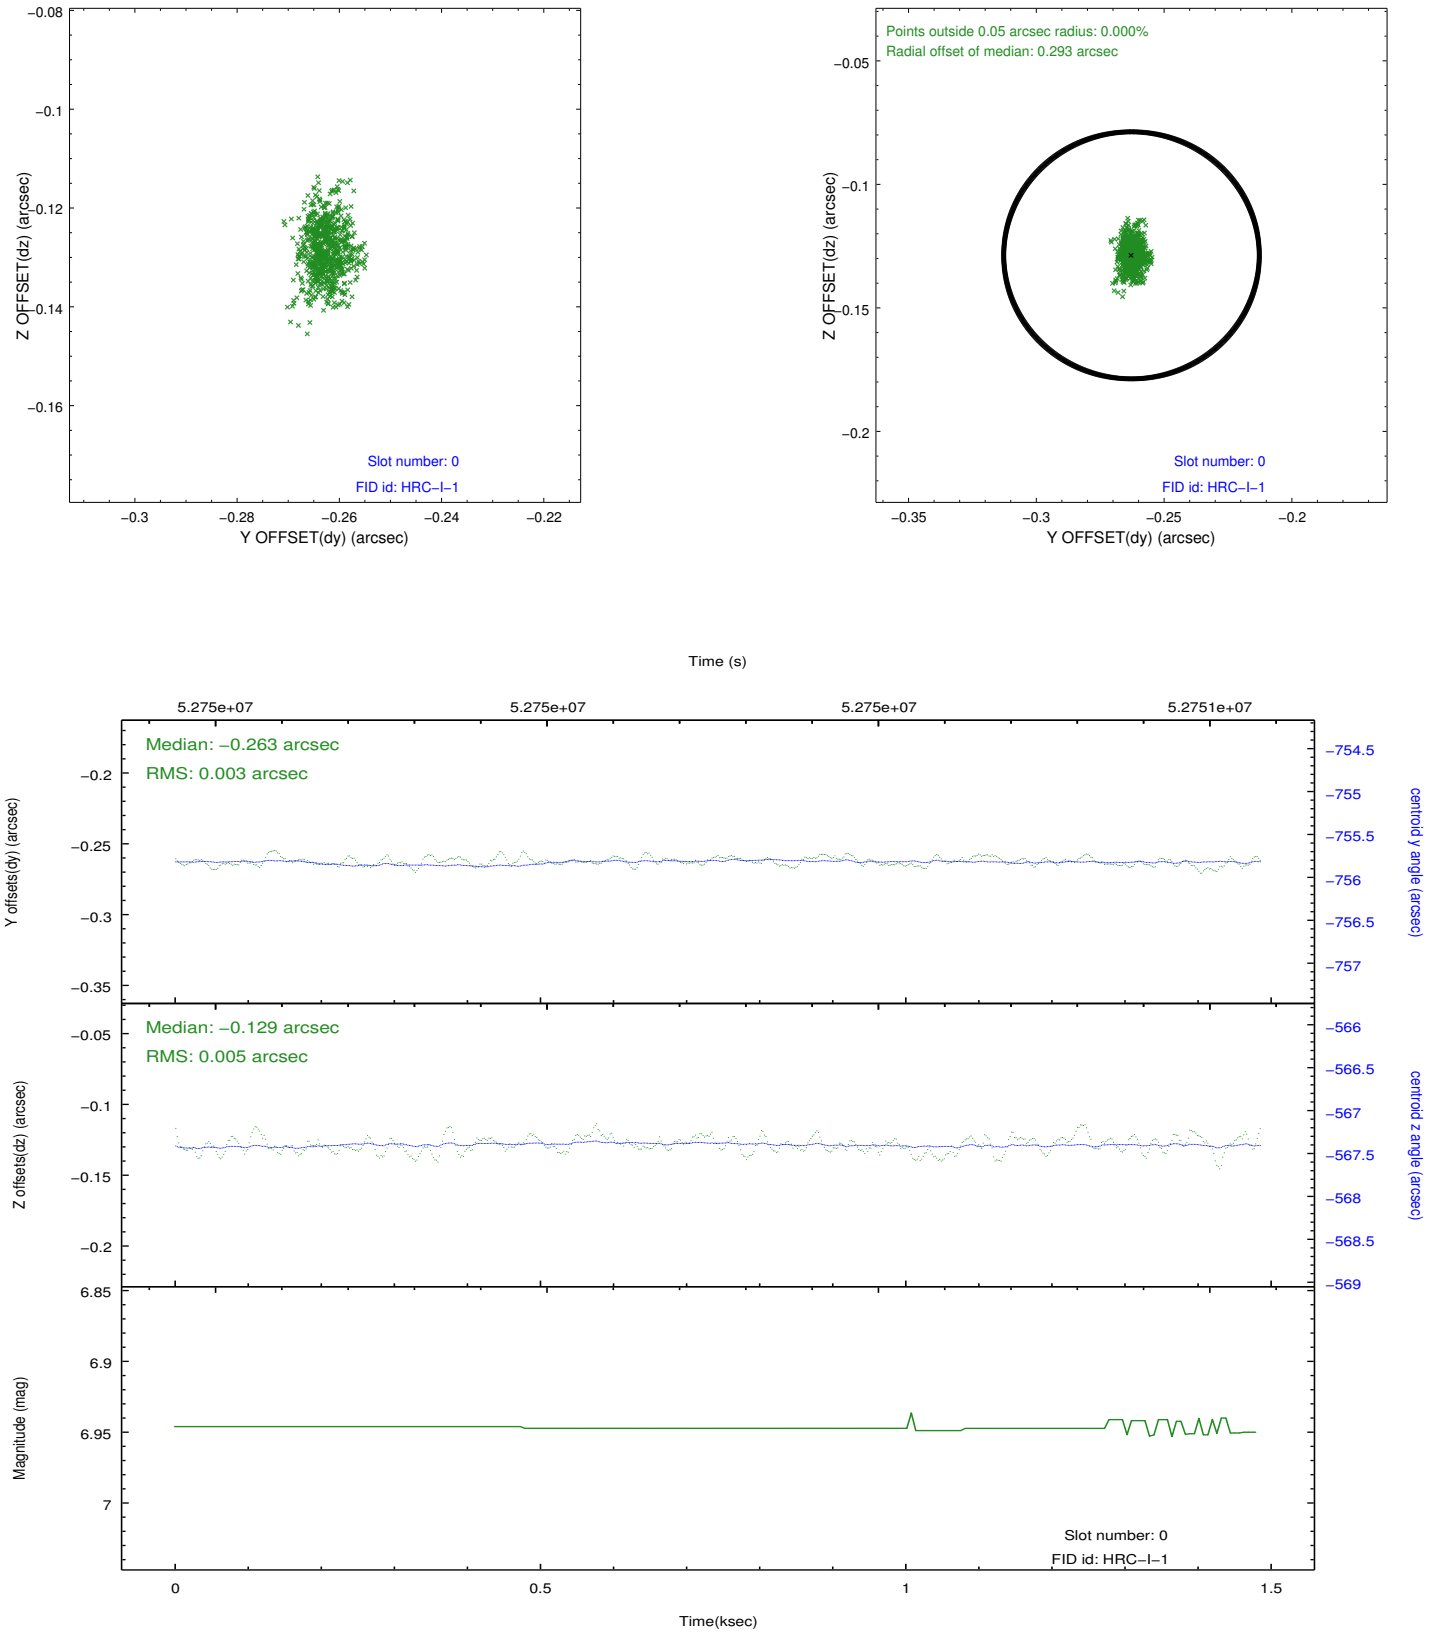 −0.08
−0.1
−0.12
−0.14
−0.16
Z OFFSET(dz) (arcsec)
Slot number: 0
FID id: HRC−I−1
−0.3
−0.28
−0.26
−0.24
−0.22
Y OFFSET(dy) (arcsec)
Points outside 0.05 arcsec radius: 0.000%
Radial offset of median: 0.293 arcsec
−0.05
−0.1
−0.15
−0.2
Z OFFSET(dz) (arcsec)
Slot number: 0
FID id: HRC−I−1
−0.35
−0.3
−0.25
−0.2
Y OFFSET(dy) (arcsec)
Time (s)
5.275e+07
5.275e+07
5.275e+07
5.2751e+07
Median: −0.263 arcsec
RMS: 0.003 arcsec
−0.2
−0.25
−0.3
−0.35
Y offsets(dy) (arcsec)
−754.5
−755
−755.5
−756
−756.5
−757
centroid y angle (arcsec)
Median: −0.129 arcsec
RMS: 0.005 arcsec
−0.05
−0.1
−0.15
−0.2
Z offsets(dz) (arcsec)
−566
−566.5
−567
−567.5
−568
−568.5
−569
centroid z angle (arcsec)
6.85
6.9
6.95
7
Magnitude (mag)
Slot number: 0
FID id: HRC−I−1
0
0.5
1
1.5
Time(ksec)